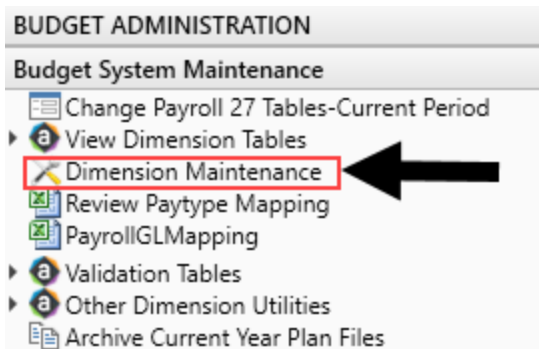 BUDGET ADMINISTRATION
Budget System Maintenance
Change Payroll 27 Tables-Current Period
View Dimension Tables
Dimension Maintenance
Review Paytype Mapping
PayrollGLMapping
Validation Tables
Other Dimension Utilities
Archive Current Year Plan Files